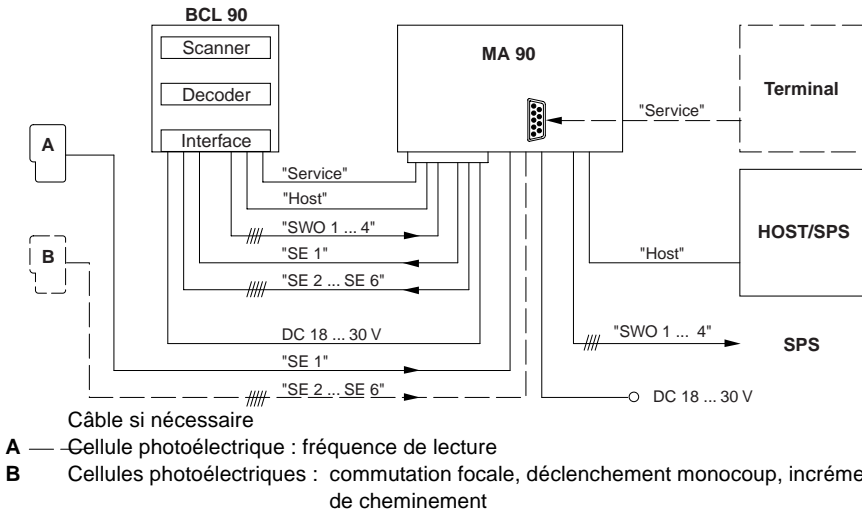 BCL 90
Scanner
MA 90
Decoder
Terminal
"Service"
A
Interface
"Service"
"Host"
HOST/SPS
"SWO 1 ... 4"
B
"SE 1"
"Host"
"SE 2 ... SE 6"
DC 18 ... 30 V
"SWO 1 ... 4"
SPS
"SE 1"
"SE 2 ... SE 6"
DC 18 ... 30 V
Câble si nécessaire
A Cellule photoélectrique : fréquence de lecture
B Cellules photoélectriques : commutation focale, déclenchement monocoup, incréme
de cheminement